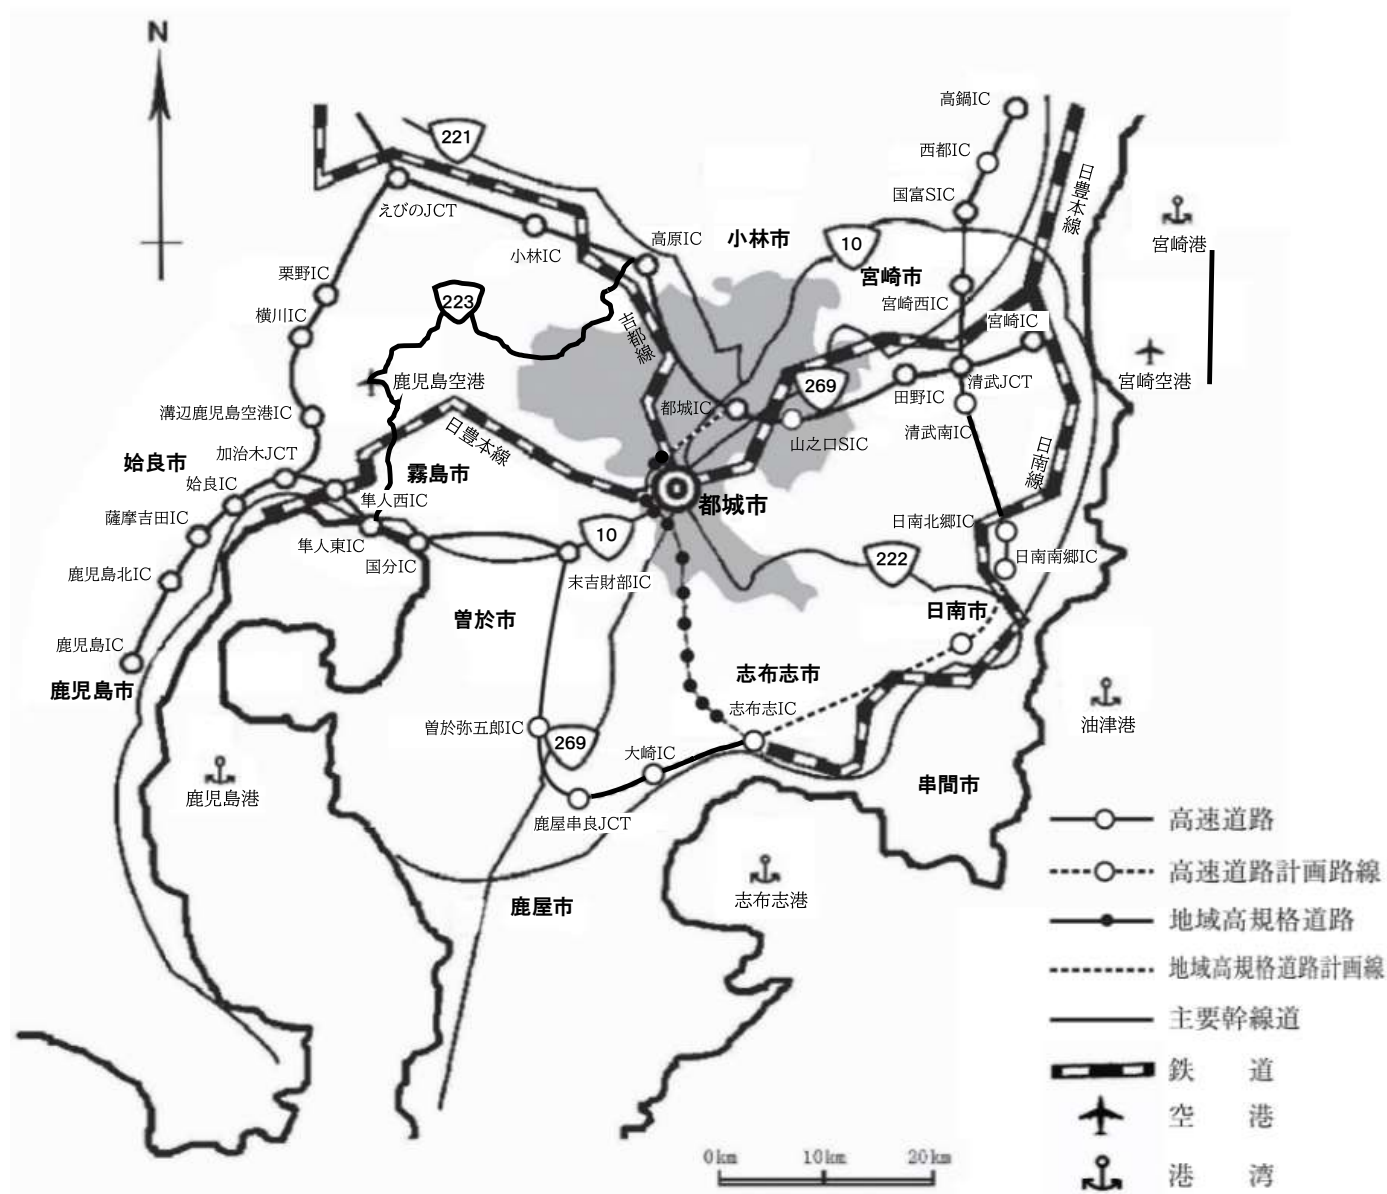 N
高鍋IC
221
西都IC
日豊本線
国富SIC
えびのJCT
宮崎港
小林IC
高原IC
小林市
10
宮崎市
栗野IC
223
宮崎西IC
横川IC
吉都線
宮崎IC
鹿児島空港
269
清武JCT
宮崎空港
田野IC
溝辺鹿児島空港IC
都城IC
清武南IC
日豊本線
山之口SIC
加治木JCT
姶良市
霧島市
日南線
姶良IC
隼人西IC
都城市
薩摩吉田IC
日南北郷IC
隼人東IC
10
国分IC
222
日南南郷IC
鹿児島北IC
末吉財部IC
曽於市
日南市
鹿児島IC
鹿児島市
志布志市
志布志IC
油津港
曽於弥五郎IC
269
大崎IC
鹿児島港
串間市
鹿屋串良JCT
高速道路
高速道路計画路線
志布志港
鹿屋市
地域高規格道路
地域高規格道路計画線
主要幹線道
鉄 道
空 港
港 湾
0km 10km 20km